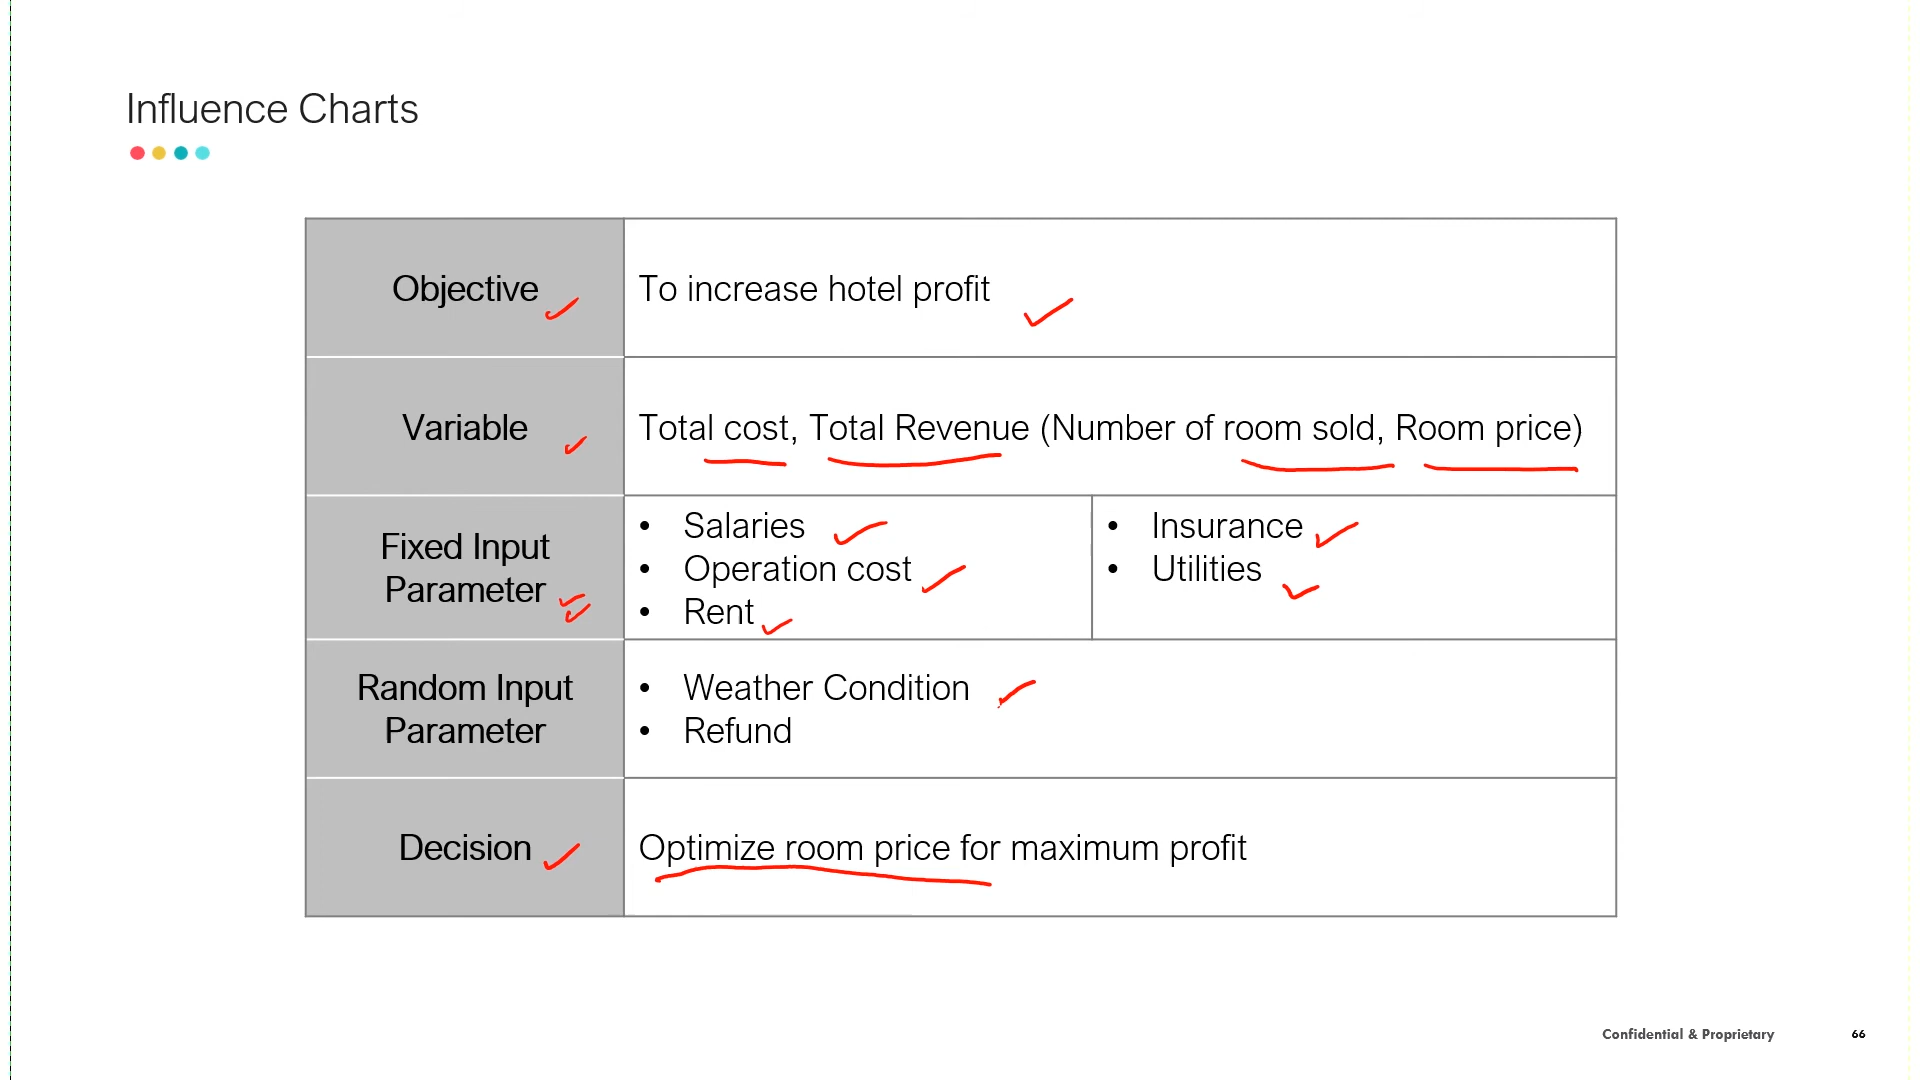 Influence Charts
Objective
To increase hotel profit
Variable
Total cost, Total Revenue (Number of room sold, Room price)
Fixed Input
Parameter
• Salaries
• Operation cost
• Rent
• Insurance
• Utilities
Random Input
Parameter
• Weather Condition
• Refund
Decision
Optimize room price for maximum profit
Confidential & Proprietary
66